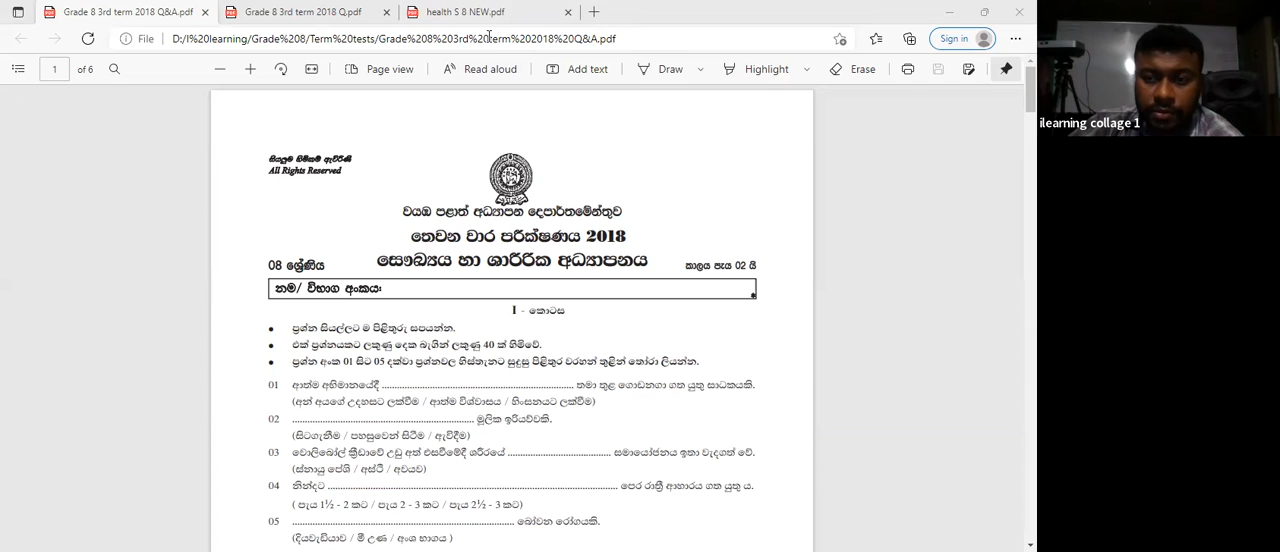 Grade 8 3rd term 2018 Q&A.pdf
Grade 8 3rd term 2018 Q.pdf
health S 8 NEW.pdf
File
D:/I%20learning/Grade%208/Term%20tests/Grade%208%203rd%20term%202018%20Q&A.pdf
Sign in
1 of 6
Page view
Read aloud
Add text
Draw
Highlight
Erase
ilearning collage 1
සියලුම හිමිකම් ඇවිරිණි
All Rights Reserved
වයඹ පළාත් අධ්‍යාපන දෙපාර්තමේන්තුව
තෙවන වාර පරීක්ෂණය 2018
08 ශ්‍රේණිය
සෞඛ්‍යය හා ශාරීරික අධ්‍යාපනය
කාලය පැය 02 යි
නම/ විභාග අංකය:
I - කොටස
• ප්‍රශ්න සියල්ලට ම පිළිතුරු සපයන්න.
• එක් ප්‍රශ්නයකට ලකුණු දෙක බැගින් ලකුණු 40 ක් හිමිවේ.
• ප්‍රශ්න අංක 01 සිට 05 දක්වා ප්‍රශ්නවල හිස්තැනට සුදුසු පිළිතුර වරහන් තුළින් තෝරා ලියන්න.
01 ආත්ම අභිමානයේදී ........................ තමා තුළ ගොඩනගා ගත යුතු සාධකයකි.
(අන් අයගේ උදහසට ලක්වීම / ආත්ම විශ්වාසය / හිංසනයට ලක්වීම)
02 ........................ මූලික ඉරියව්වකි.
(සිටගැනීම / පහසුවෙන් සිටීම / ඇවිදීම)
03 වොලිබෝල් ක්‍රීඩාවේ උඩු අත් එසවීමේදී ශරීරයේ ........................ සමායෝජනය ඉතා වැදගත් වේ.
(ස්නායු පේශි / අස්ථි / අවයව)
04 නින්දට ........................ පෙර රාත්‍රී ආහාරය ගත යුතු ය.
( පැය 1½ - 2 කට / පැය 2 - 3 කට / පැය 2½ - 3 කට)
05 ........................ බෝවන රෝගයකි.
(දියවැඩියාව / මී උණ / අංශ භාගය )